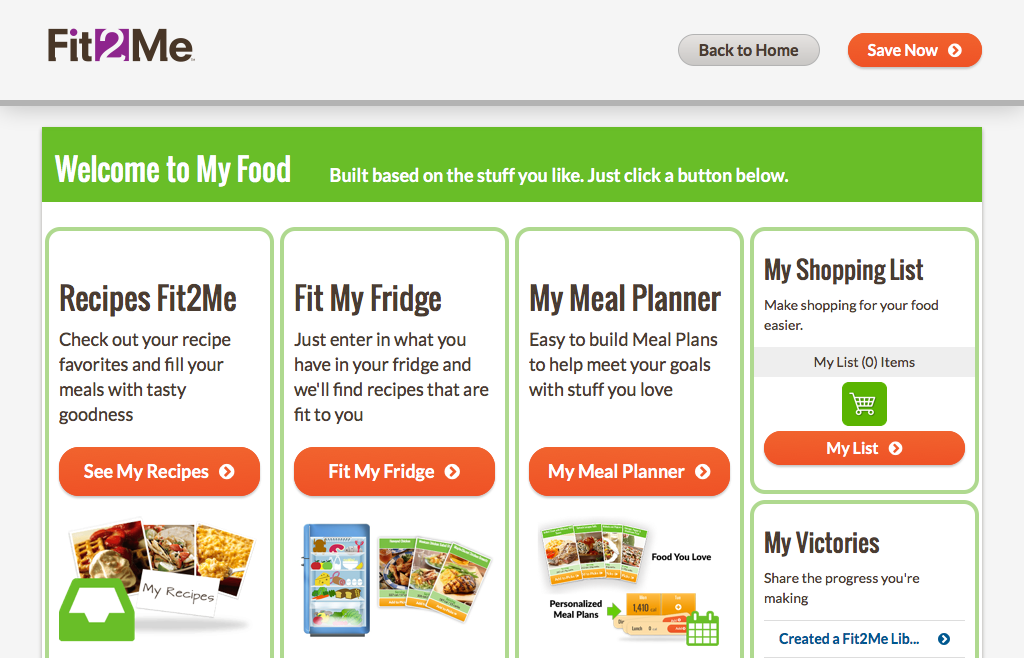 Fit2Me
Back to Home
Save Now
Welcome to My Food
Built based on the stuff you like. Just click a button below.
Recipes Fit2Me
Check out your recipe
favorites and fill your
meals with tasty
goodness
See My Recipes
My Recipes
Fit My Fridge
Just enter in what you
have in your fridge and
we'll find recipes that are
fit to you
Fit My Fridge
My Meal Planner
Easy to build Meal Plans
to help meet your goals
with stuff you love
My Meal Planner
Food You Love
Personalized
Meal Plans
1,410
Lunch
My Shopping List
Make shopping for your food
easier.
My List (0) Items
My List
My Victories
Share the progress you're
making
Created a Fit2Me Lib...